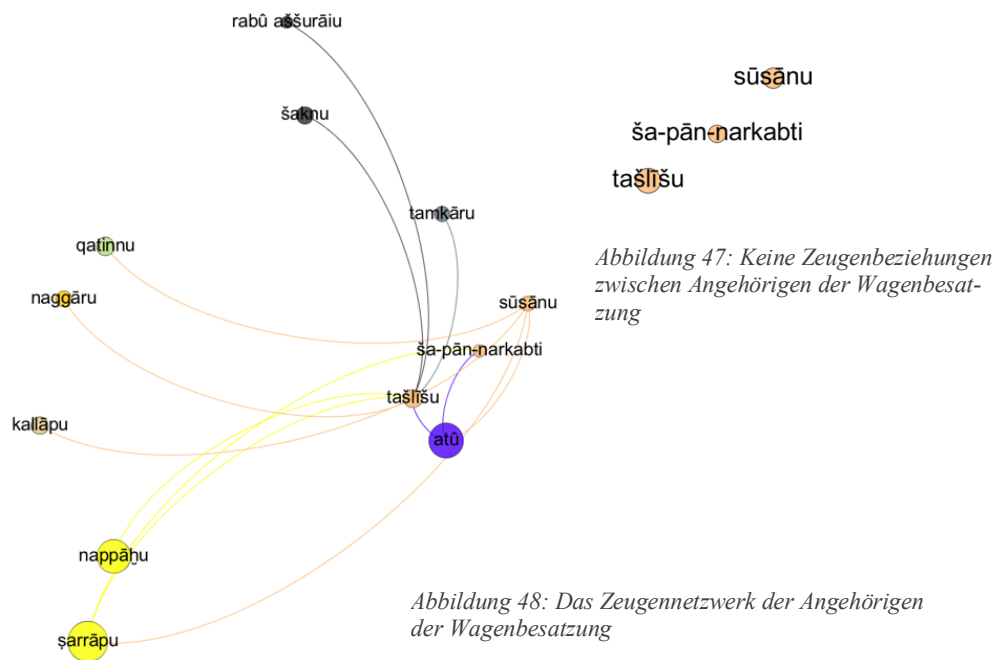 rabû aššurāiu
šaknu
tamkāru
qatinnu
naggāru
sūsānu
ša-pān-narkabti
tašlīšu
kallāpu
atû
nappāḫu
ṣarrāpu
sūsānu
ša-pān-narkabti
tašlīšu
Abbildung 47: Keine Zeugenbeziehungen
zwischen Angehörigen der Wagenbesat-
zung
Abbildung 48: Das Zeugennetzwerk der Angehörigen
der Wagenbesatzung